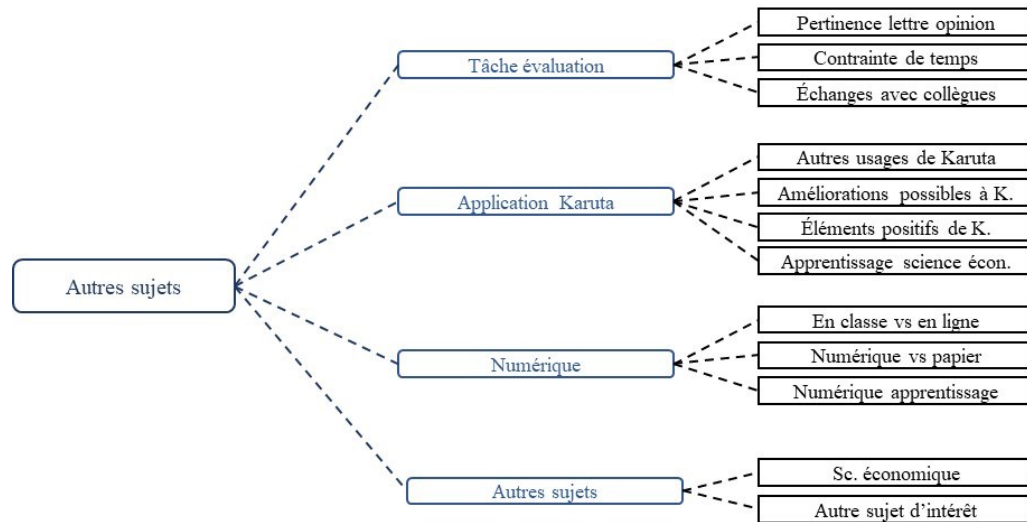 Autres sujets
Tâche évaluation
Pertinence lettre opinion
Contrainte de temps
Échanges avec collègues
Application Karuta
Autres usages de Karuta
Améliorations possibles à K.
Éléments positifs de K.
Apprentissage science écon.
Numérique
En classe vs en ligne
Numérique vs papier
Numérique apprentissage
Autres sujets
Sc. économique
Autre sujet d’intérêt